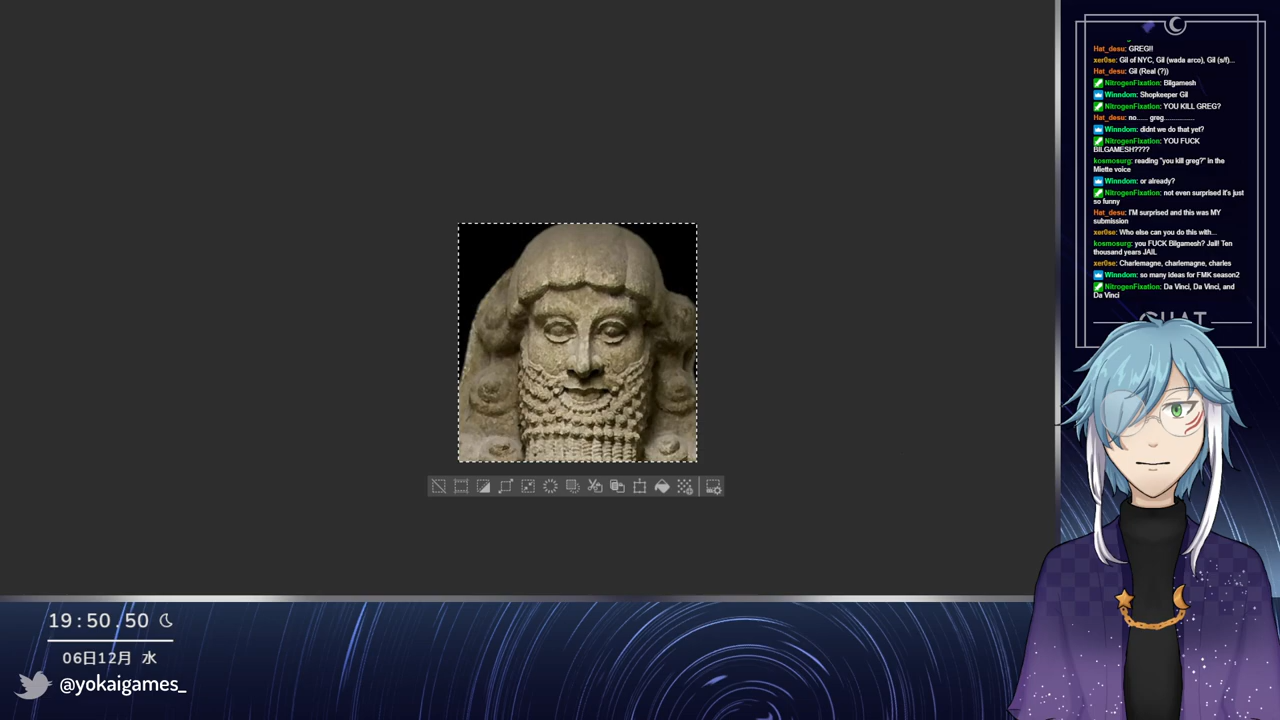 Hat_desu: GREG!!
xer0se: Gil of NYC, Gil (wada arco), Gil (s/f)...
Hat_desu: Gil (Real (?))
NitrogenFixation: Bilgamesh
Winndom: Shopkeeper Gil
NitrogenFixation: YOU KILL GREG?
Hat_desu: no...... greg...............
Winndom: didnt we do that yet?
NitrogenFixation: YOU FUCK
BILGAMESH????
kosmosurg: reading "you kill greg?" in the
Miette voice
Winndom: or already?
NitrogenFixation: not even surprised it's just
so funny
Hat_desu: I'M surprised and this was MY
submission
xer0se: Who else can you do this with...
kosmosurg: you FUCK Bilgamesh? Jail! Ten
thousand years JAIL
xer0se: Charlemagne, charlemagne, charles
Winndom: so many ideas for FMK season2
NitrogenFixation: Da Vinci, Da Vinci, and
Da Vinci
CHAT
19:50.50
06日12月 水
@yokaigames_